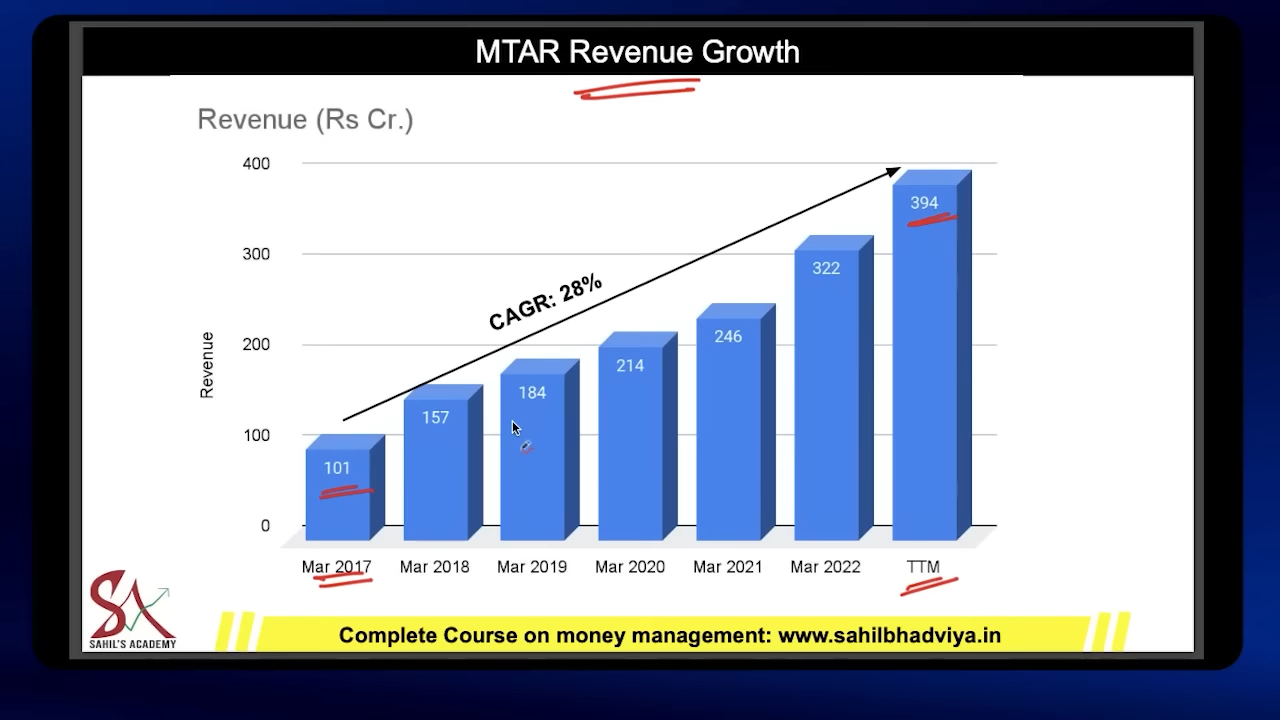 MTAR Revenue Growth
Revenue (Rs Cr.)
400
300
200
100
0
Revenue
CAGR: 28%
101
157
184
214
246
322
394
Mar 2017
Mar 2018
Mar 2019
Mar 2020
Mar 2021
Mar 2022
TTM
SA
SAHIL'S ACADEMY
Complete Course on money management: www.sahilbhadviya.in